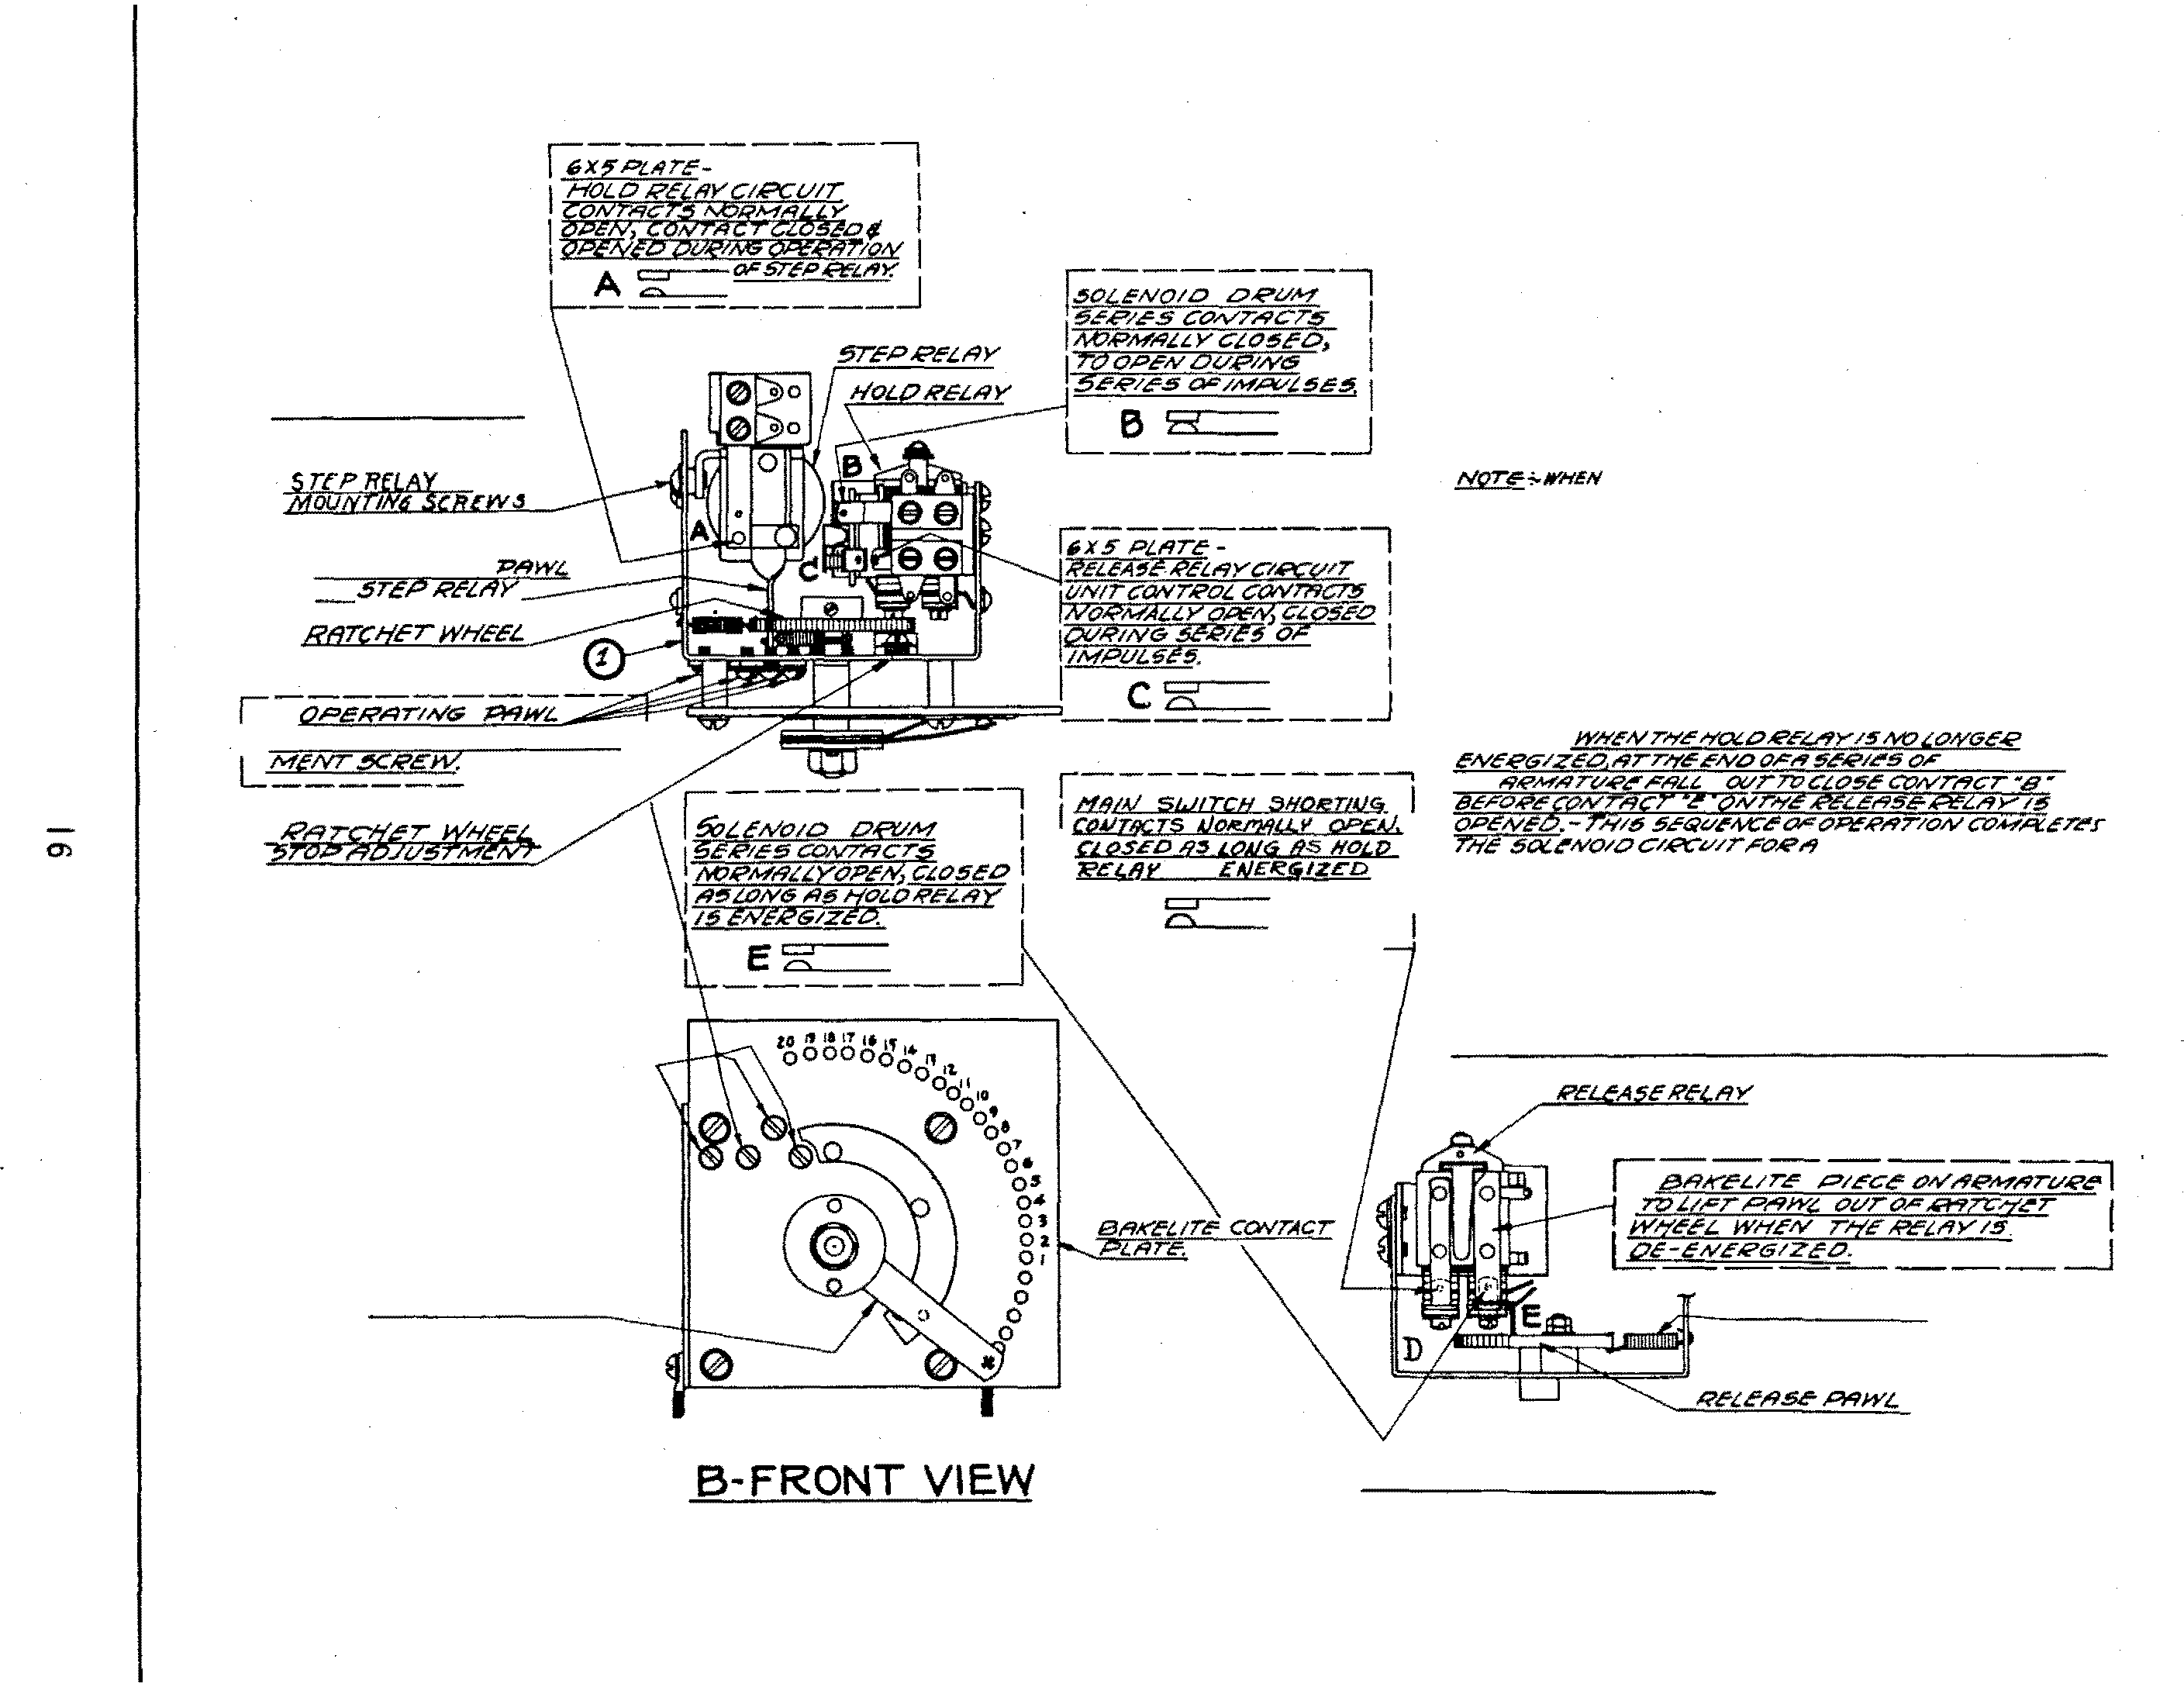 6X5 PLATE-
HOLD RELAY CIRCUIT
CONTACTS NORMALLY
OPEN, CONTACT CLOSED &
OPENED DURING OPERATION
OF STEP RELAY.
A
SOLENOID DRUM
SERIES CONTACTS
NORMALLY CLOSED,
TO OPEN DURING
SERIES OF IMPULSES.
B
STEP RELAY
HOLD RELAY
STEP RELAY
MOUNTING SCREWS
B
A
C
NOTE:- WHEN
PAWL
STEP RELAY
RATCHET WHEEL
1
6X5 PLATE-
RELEASE RELAY CIRCUIT
UNIT CONTROL CONTACTS
NORMALLY OPEN, CLOSED
DURING SERIES OF
IMPULSES.
C
OPERATING PAWL
MENT SCREW.
RATCHET WHEEL
STOP ADJUSTMENT
SOLENOID DRUM
SERIES CONTACTS
NORMALLY OPEN, CLOSED
AS LONG AS HOLD RELAY
IS ENERGIZED.
E
MAIN SWITCH SHORTING
CONTACTS NORMALLY OPEN.
CLOSED AS LONG AS HOLD
RELAY ENERGIZED
WHEN THE HOLD RELAY IS NO LONGER
ENERGIZED, AT THE END OF A SERIES OF
ARMATURE FALL OUT TO CLOSE CONTACT "B"
BEFORE CONTACT "E" ON THE RELEASE RELAY IS
OPENED.- THIS SEQUENCE OF OPERATION COMPLETES
THE SOLENOID CIRCUIT FOR A
20 19 18 17 16 15 14 13 12 11 10 9 8 7 6 5 4 3 2 1
BAKELITE CONTACT
PLATE.
RELEASE RELAY
BAKELITE PIECE ON ARMATURE
TO LIFT PAWL OUT OF RATCHET
WHEEL WHEN THE RELAY IS
DE-ENERGIZED.
E
D
RELEASE PAWL
B-FRONT VIEW
16